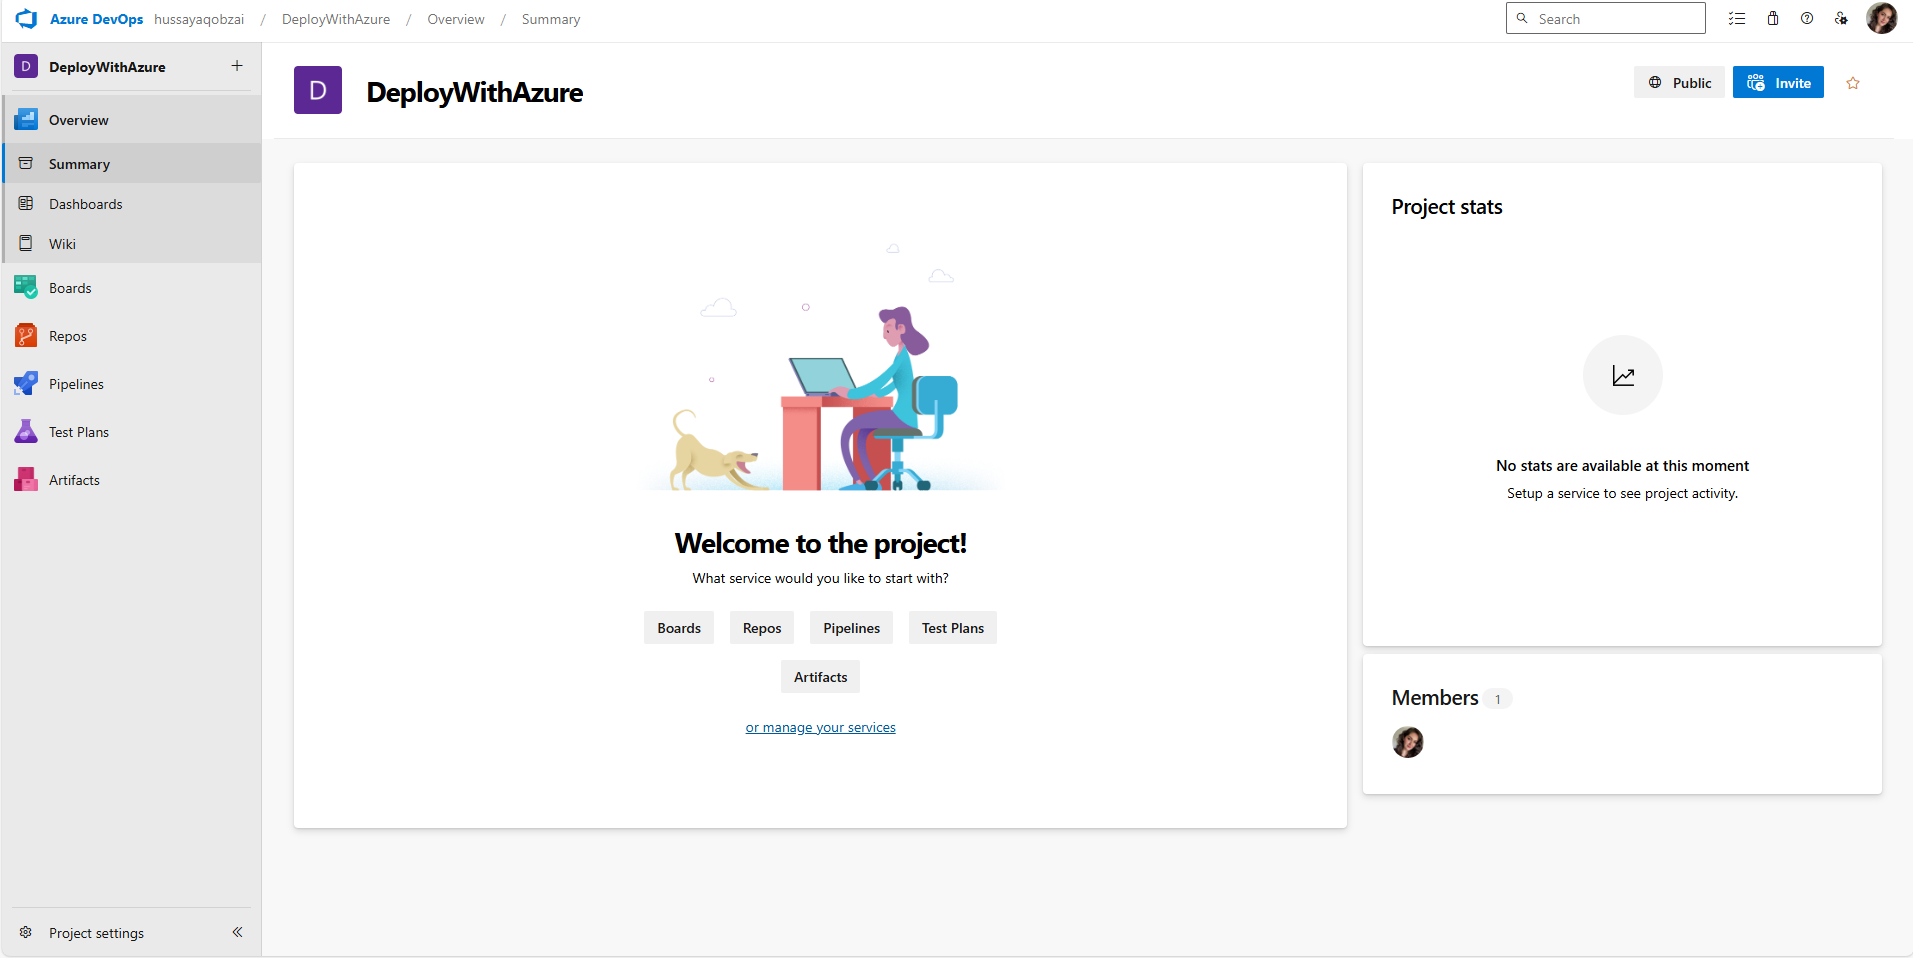 Azure DevOps hussayaqobzai / DeployWithAzure / Overview / Summary
Search
D DeployWithAzure +
Overview
Summary
Dashboards
Wiki
Boards
Repos
Pipelines
Test Plans
Artifacts
Project settings
D DeployWithAzure
Public
Invite
Welcome to the project!
What service would you like to start with?
Boards Repos Pipelines Test Plans
Artifacts
or manage your services
Project stats
No stats are available at this moment
Setup a service to see project activity.
Members 1